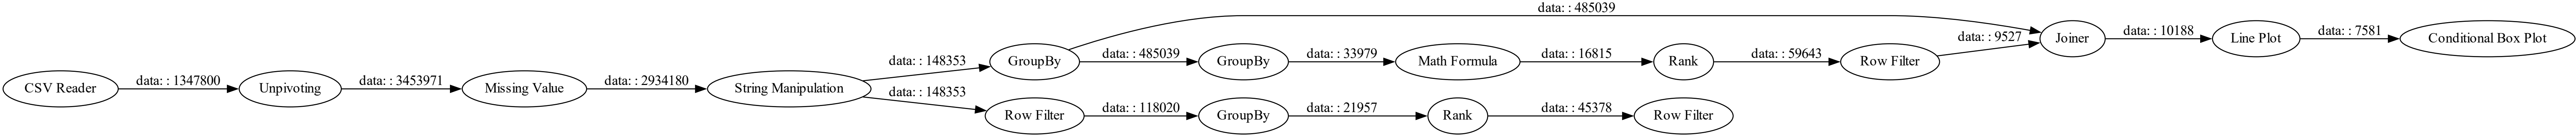 CSV Reader
data: : 1347800
Unpivoting
data: : 3453971
Missing Value
data: : 2934180
String Manipulation
data: : 148353
GroupBy
data: : 485039
data: : 485039
GroupBy
data: : 33979
Math Formula
data: : 16815
Rank
data: : 59643
Row Filter
data: : 9527
Joiner
data: : 10188
Line Plot
data: : 7581
Conditional Box Plot
data: : 148353
Row Filter
data: : 118020
GroupBy
data: : 21957
Rank
data: : 45378
Row Filter